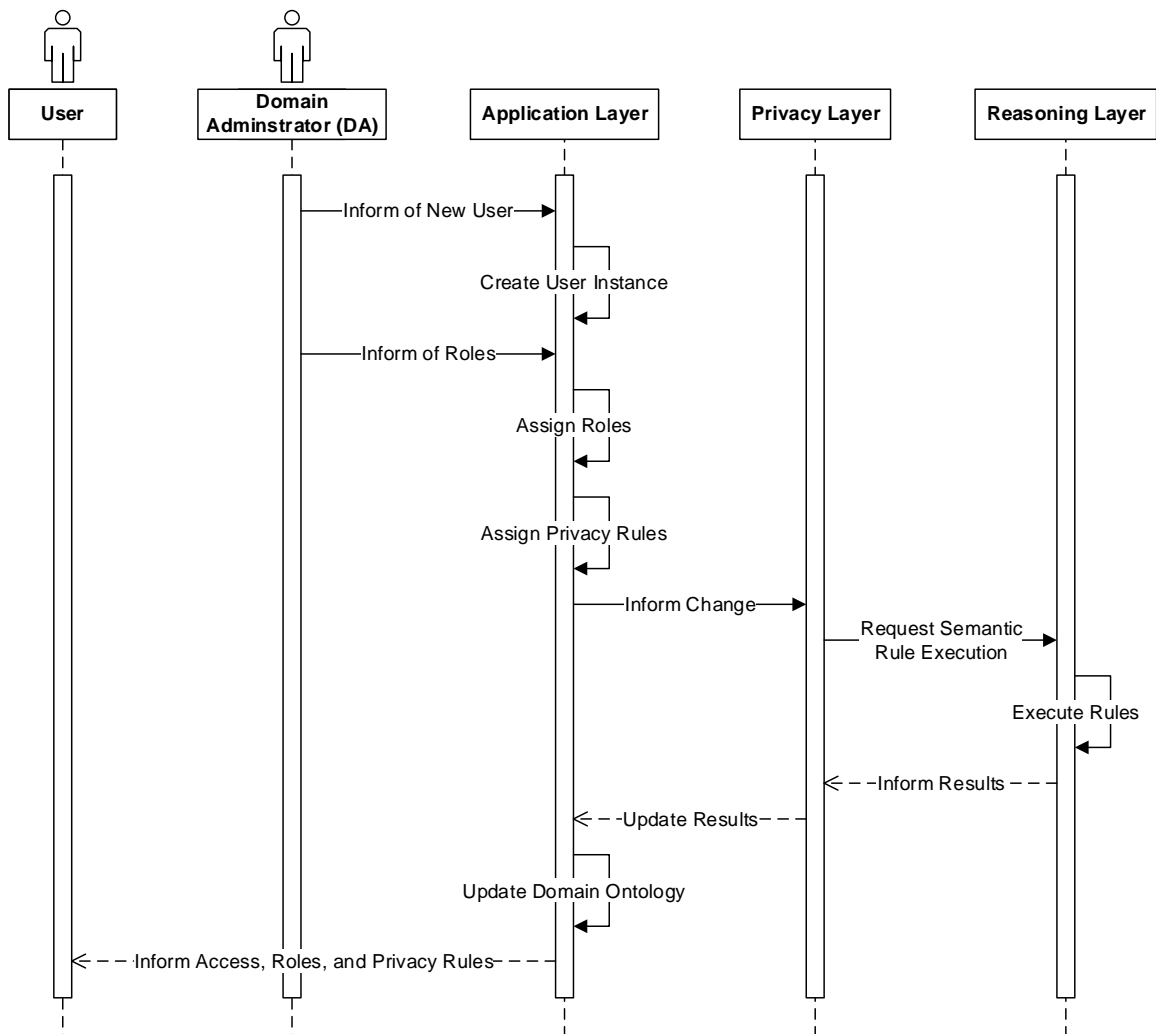 User
Domain
Adminstrator (DA)
Application Layer
Privacy Layer
Reasoning Layer
Inform of New User
Create User Instance
Inform of Roles
Assign Roles
Assign Privacy Rules
Inform Change
Request Semantic
Rule Execution
Execute Rules
Inform Results
Update Results
Update Domain Ontology
Inform Access, Roles, and Privacy Rules